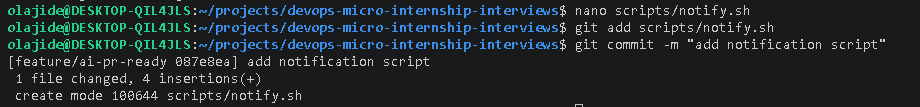 olajide@DESKTOP-QIL4JLS:~/projects/devops-micro-internship-interviews$ nano scripts/notify.sh
olajide@DESKTOP-QIL4JLS:~/projects/devops-micro-internship-interviews$ git add scripts/notify.sh
olajide@DESKTOP-QIL4JLS:~/projects/devops-micro-internship-interviews$ git commit -m "add notification script"
[feature/ai-pr-ready 087e8ea] add notification script
 1 file changed, 4 insertions(+)
 create mode 100644 scripts/notify.sh